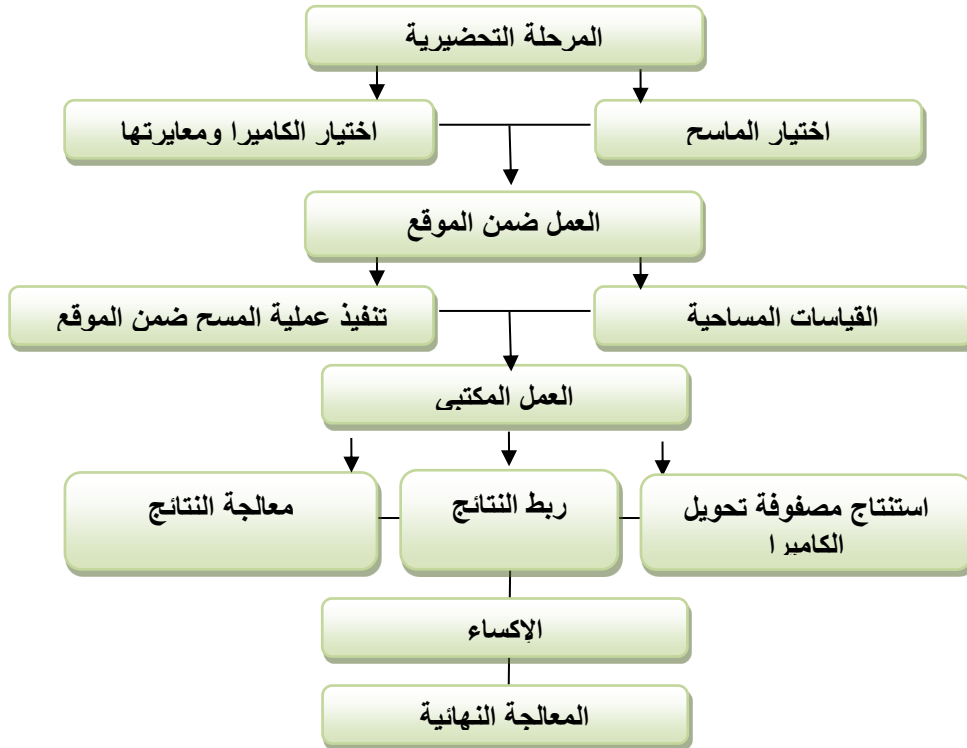 المرحلة التحضيرية
اختيار الماسح
اختيار الكاميرا ومعايرتها
العمل ضمن الموقع
القياسات المساحية
تنفيذ عملية المسح ضمن الموقع
العمل المكتبي
استنتاج مصفوفة تحويل
الكاميرا
ربط النتائج
معالجة النتائج
الإكساء
المعالجة النهائية